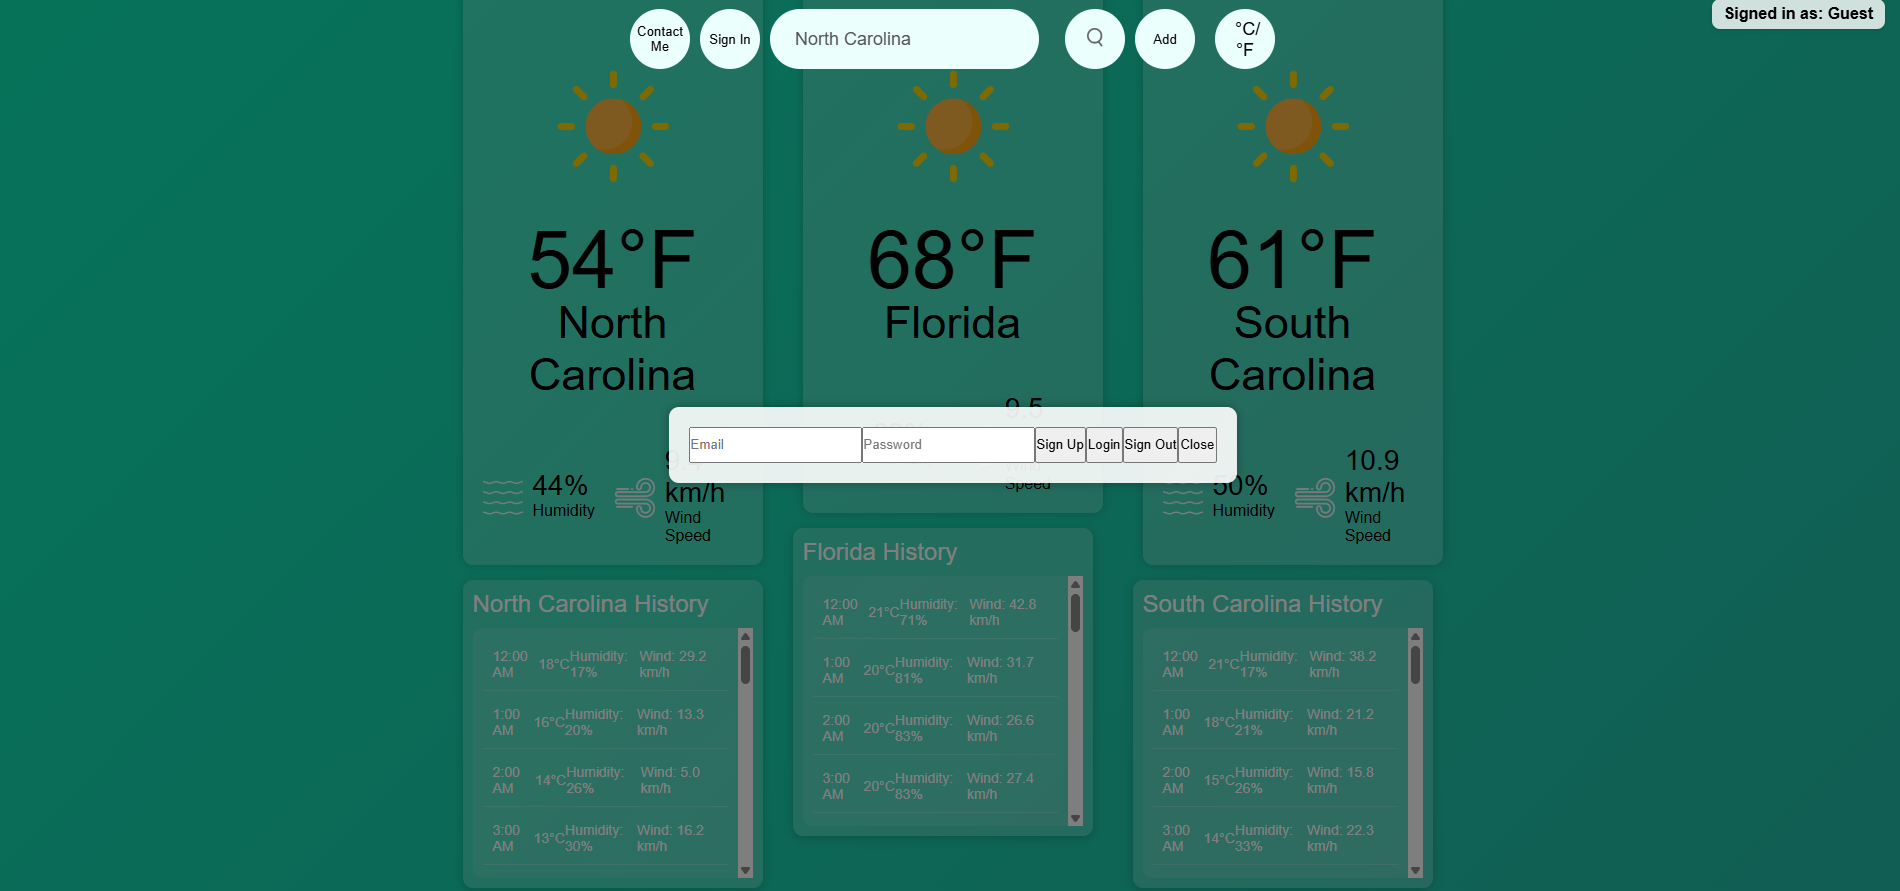 Contact
Me
Sign In
North Carolina
Add
°C/
°F
Signed in as: Guest
54°F
North
Carolina
44%
Humidity
km/h
Wind
Speed
68°F
Florida
9.5
Wind
Speed
61°F
South
Carolina
50%
Humidity
10.9
km/h
Wind
Speed
Email
Password
Sign Up
Login
Sign Out
Close
North Carolina History
12:00
AM
18°C
Humidity:
17%
Wind: 29.2
km/h
1:00
AM
16°C
Humidity:
20%
Wind: 13.3
km/h
2:00
AM
14°C
Humidity:
26%
Wind: 5.0
km/h
3:00
AM
13°C
Humidity:
30%
Wind: 16.2
km/h
Florida History
12:00
AM
21°C
Humidity:
71%
Wind: 42.8
km/h
1:00
AM
20°C
Humidity:
81%
Wind: 31.7
km/h
2:00
AM
20°C
Humidity:
83%
Wind: 26.6
km/h
3:00
AM
20°C
Humidity:
83%
Wind: 27.4
km/h
South Carolina History
12:00
AM
21°C
Humidity:
17%
Wind: 38.2
km/h
1:00
AM
18°C
Humidity:
21%
Wind: 21.2
km/h
2:00
AM
15°C
Humidity:
26%
Wind: 15.8
km/h
3:00
AM
14°C
Humidity:
33%
Wind: 22.3
km/h